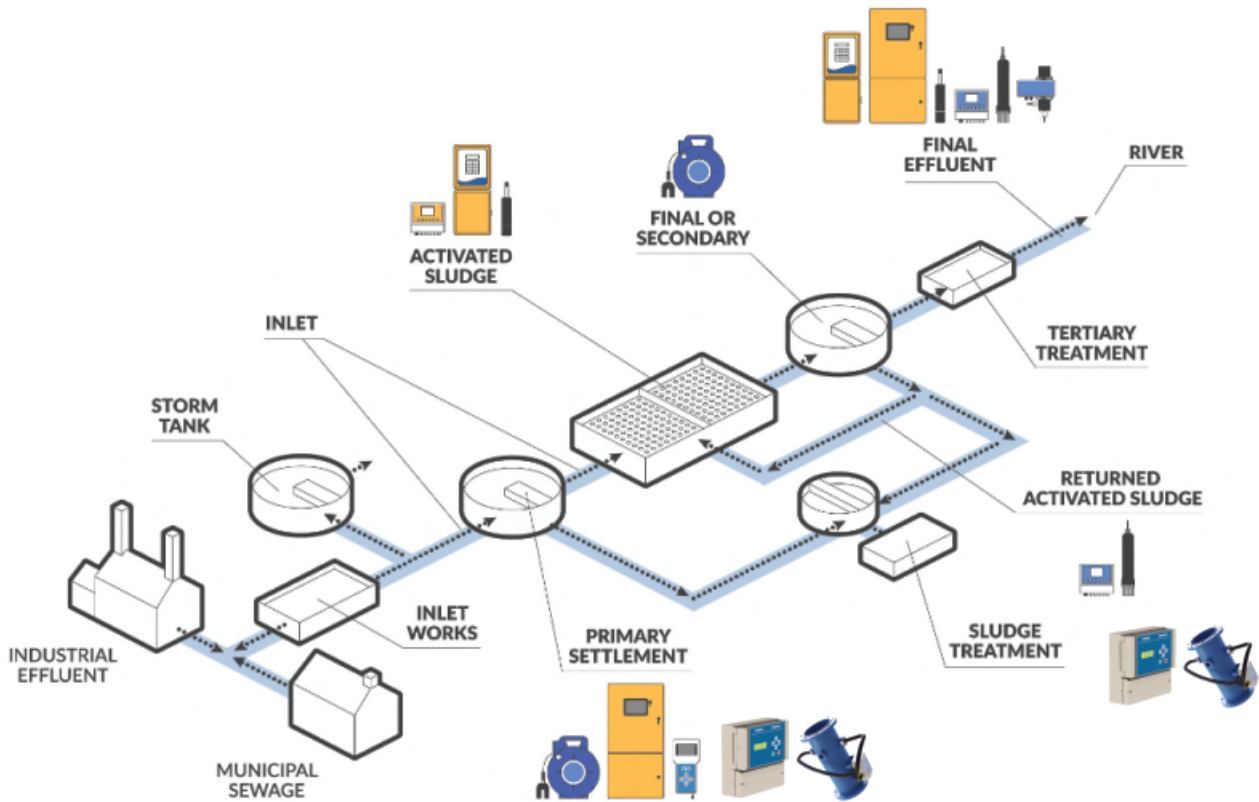 FINAL
EFFLUENT
RIVER
FINAL OR
SECONDARY
ACTIVATED
SLUDGE
INLET
TERTIARY
TREATMENT
STORM
TANK
RETURNED
ACTIVATED SLUDGE
INLET
WORKS
PRIMARY
SETTLEMENT
SLUDGE
TREATMENT
INDUSTRIAL
EFFLUENT
MUNICIPAL
SEWAGE